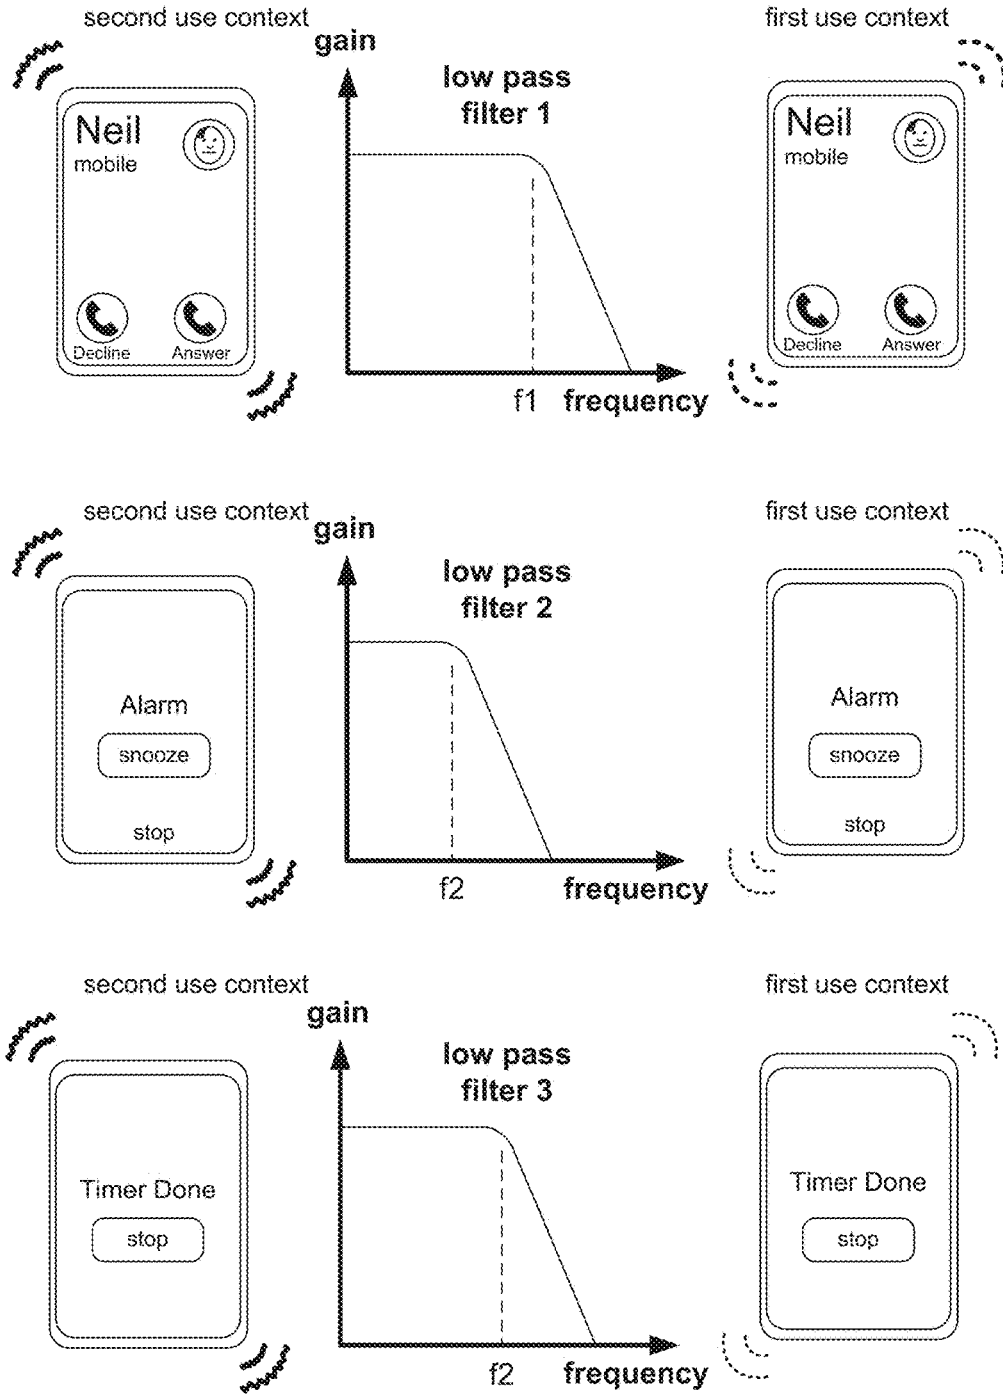 second use context
first use context
gain
low pass
filter 1
Neil
mobile
Decline
Answer
f1
frequency
Neil
mobile
Decline
Answer
second use context
first use context
gain
low pass
filter 2
Alarm
snooze
stop
f2
frequency
Alarm
snooze
stop
second use context
first use context
gain
low pass
filter 3
Timer Done
stop
f2
frequency
Timer Done
stop